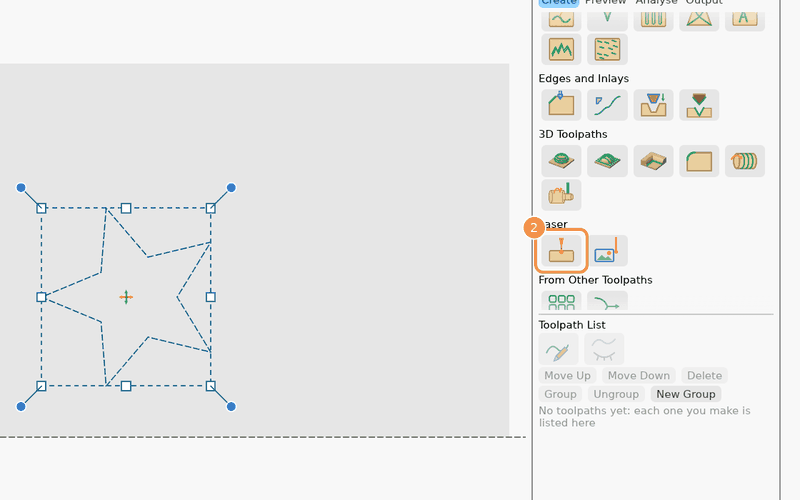 Create Preview Analyse Output
Edges and Inlays
3D Toolpaths
2
aser
From Other Toolpaths
Toolpath List
Move Up Move Down Delete
Group Ungroup New Group
No toolpaths yet: each one you make is
listed here